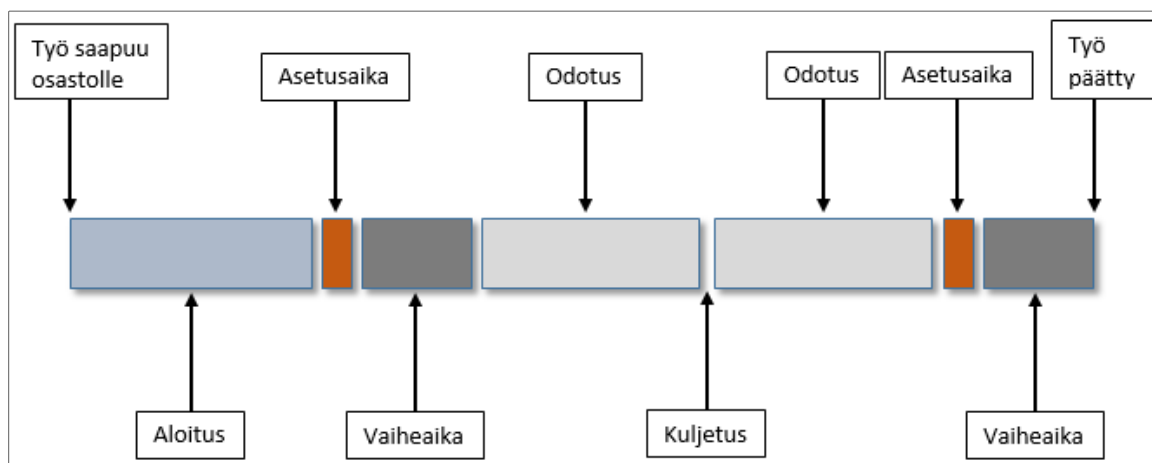 Työ saapuu
osastolle
Asetusaika
Odotus
Odotus
Asetusaika
Työ
päätty
Aloitus
Vaiheaika
Kuljetus
Vaiheaika